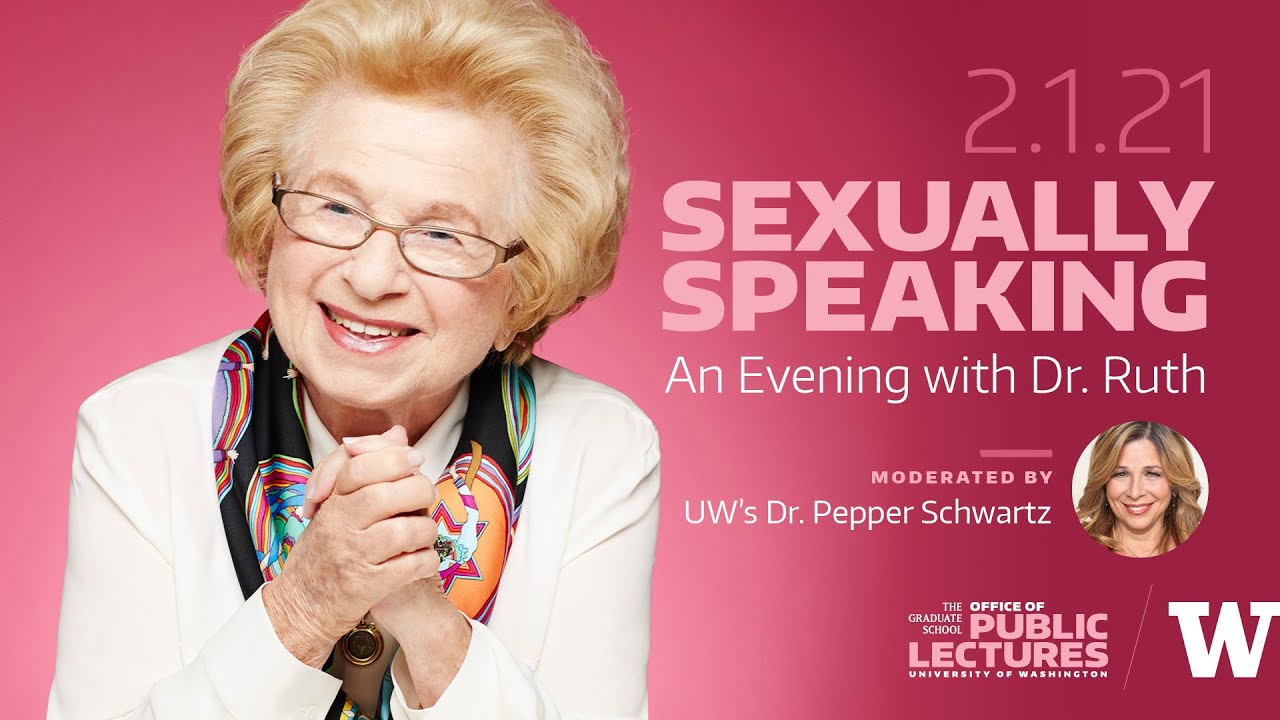 2.1.21
SEXUALLY
SPEAKING
An Evening with Dr. Ruth
MODERATED BY
UW's Dr. Pepper Schwartz
THE
GRADUATE
SCHOOL
OFFICE OF
PUBLIC
LECTURES
UNIVERSITY OF WASHINGTON
W